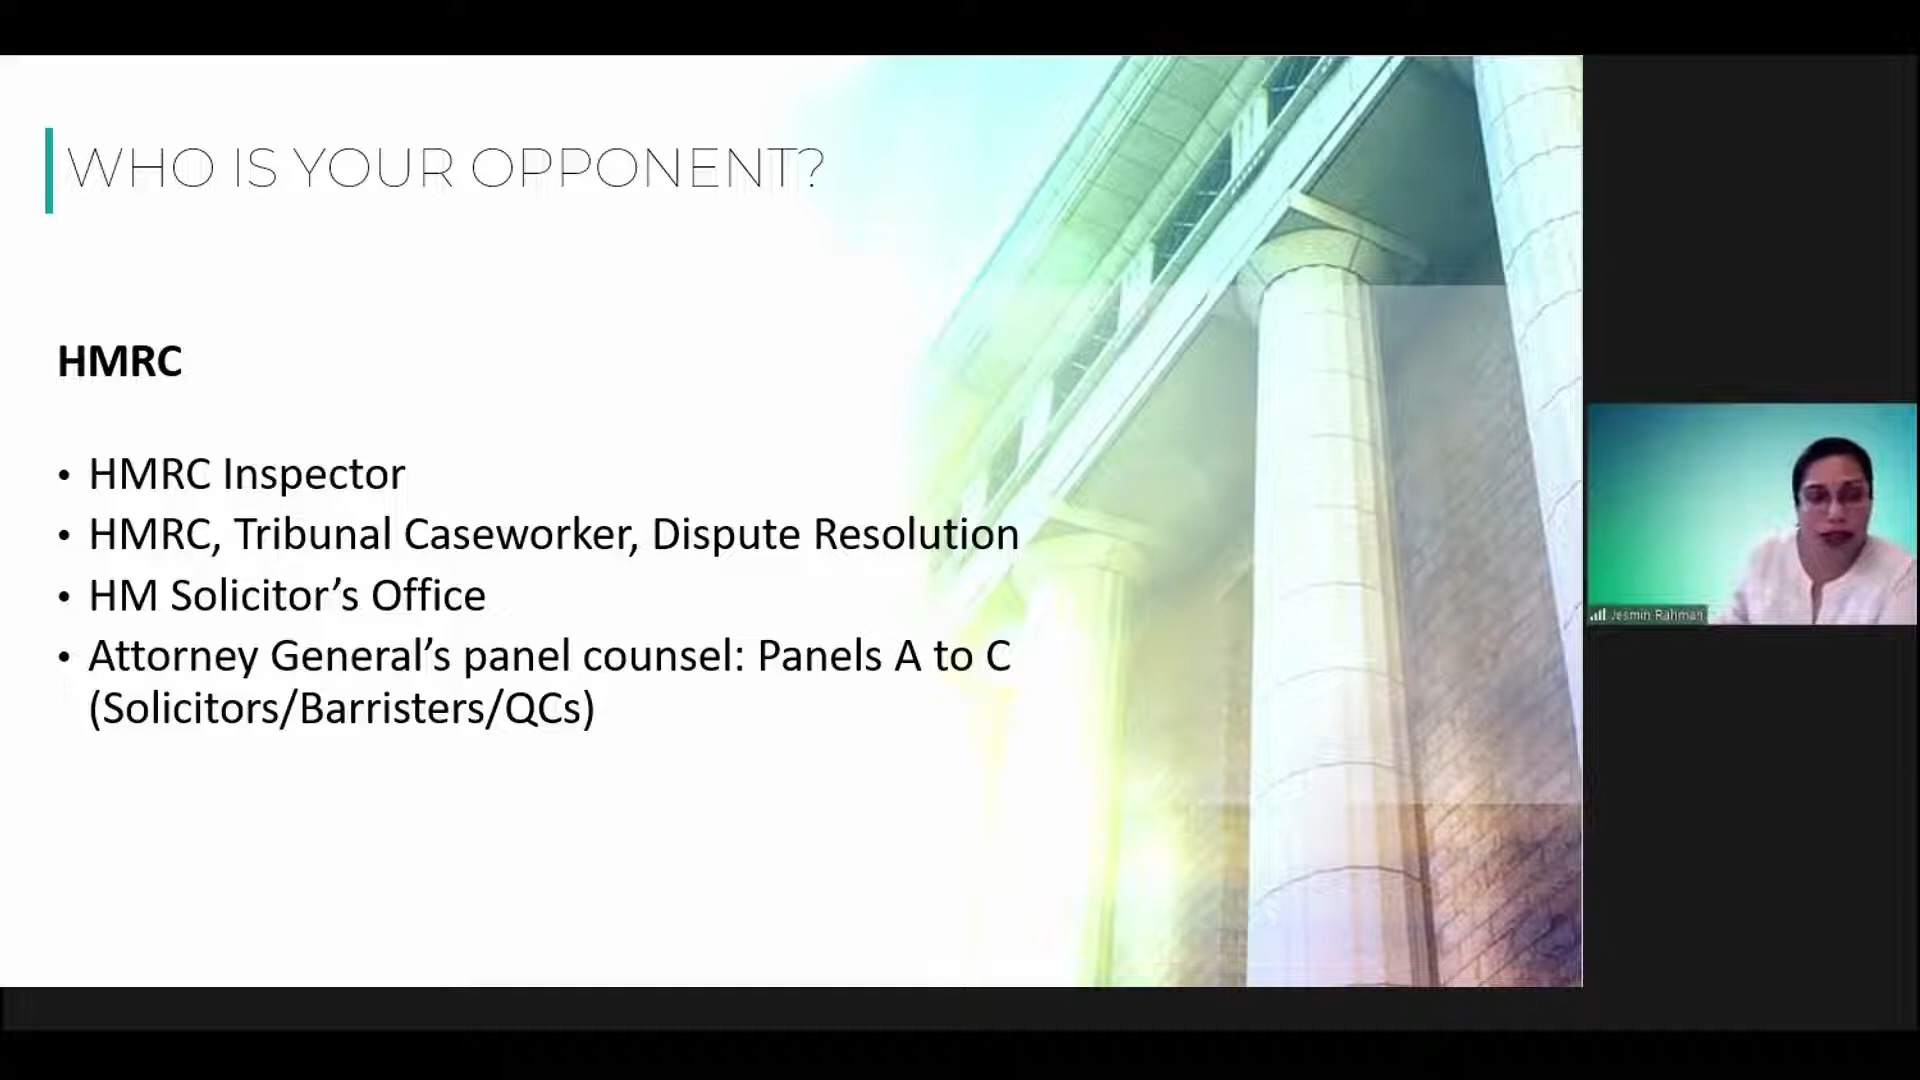 WHO IS YOUR OPPONENT?
HMRC
• HMRC Inspector
• HMRC, Tribunal Caseworker, Dispute Resolution
• HM Solicitor’s Office
• Attorney General’s panel counsel: Panels A to C
(Solicitors/Barristers/QCs)
Jesmin Rahman